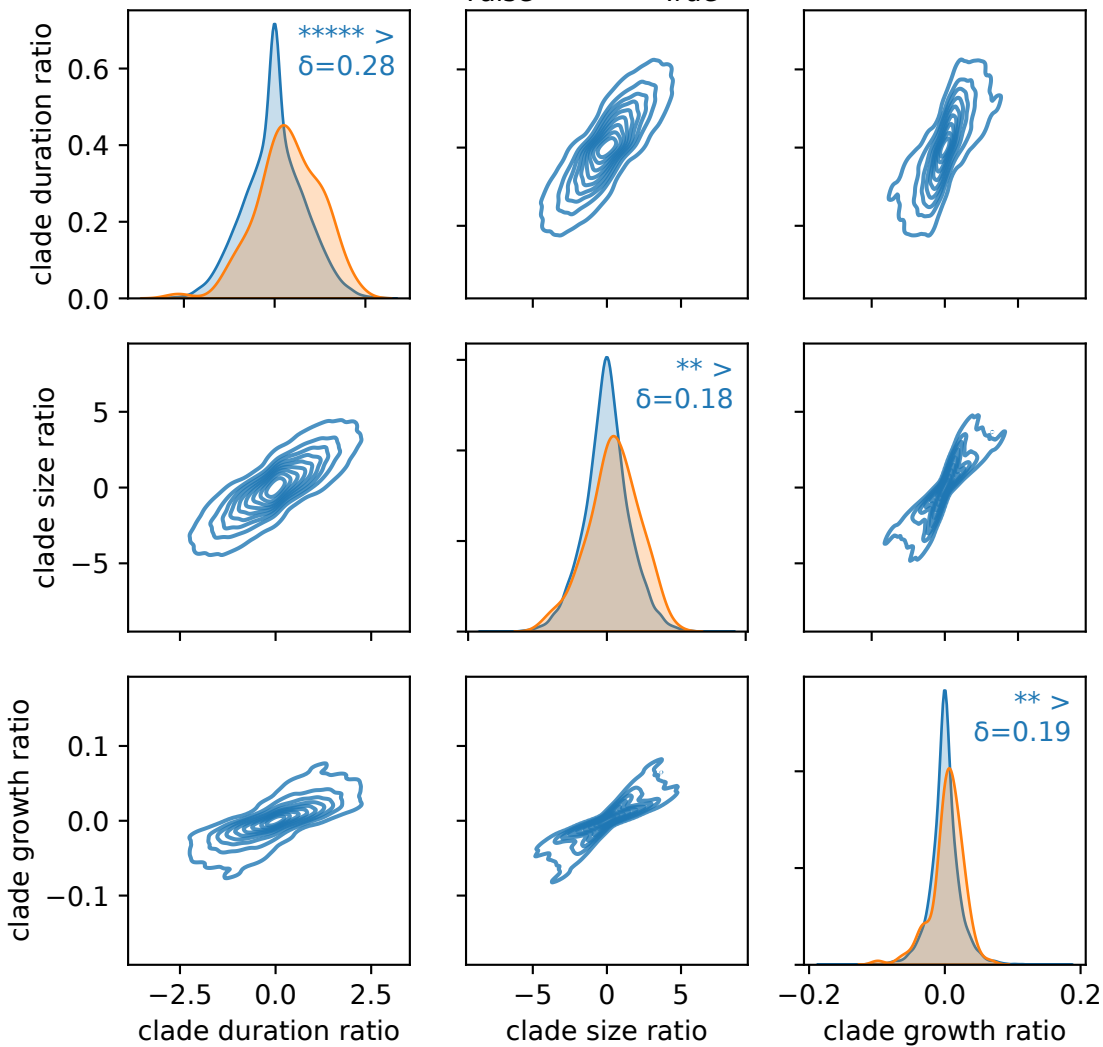 ***** >
δ=0.28
clade duration ratio
0.6
0.4
0.2
0.0
** >
δ=0.18
clade size ratio
5
0
−5
** >
δ=0.19
clade growth ratio
0.1
0.0
−0.1
−2.5 0.0 2.5
−5 0 5
−0.2 0.0 0.2
clade duration ratio
clade size ratio
clade growth ratio